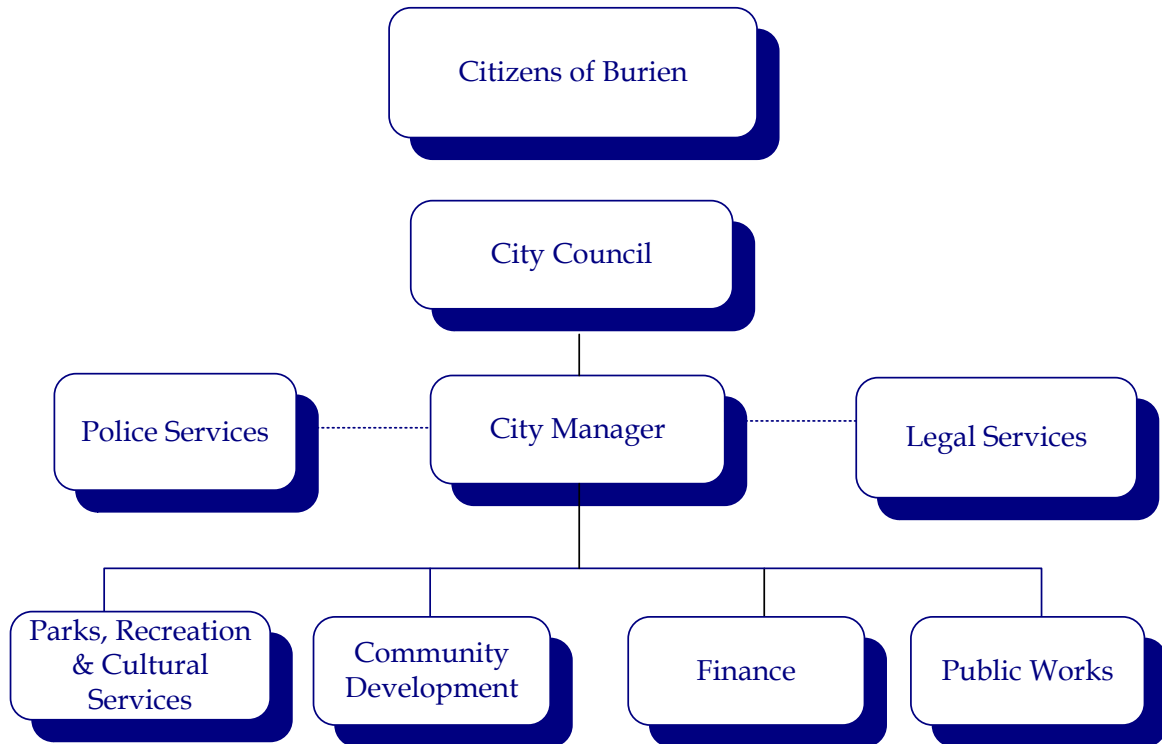 Citizens of Burien
City Council
Police Services
City Manager
Legal Services
Parks, Recreation
& Cultural
Services
Community
Development
Finance
Public Works